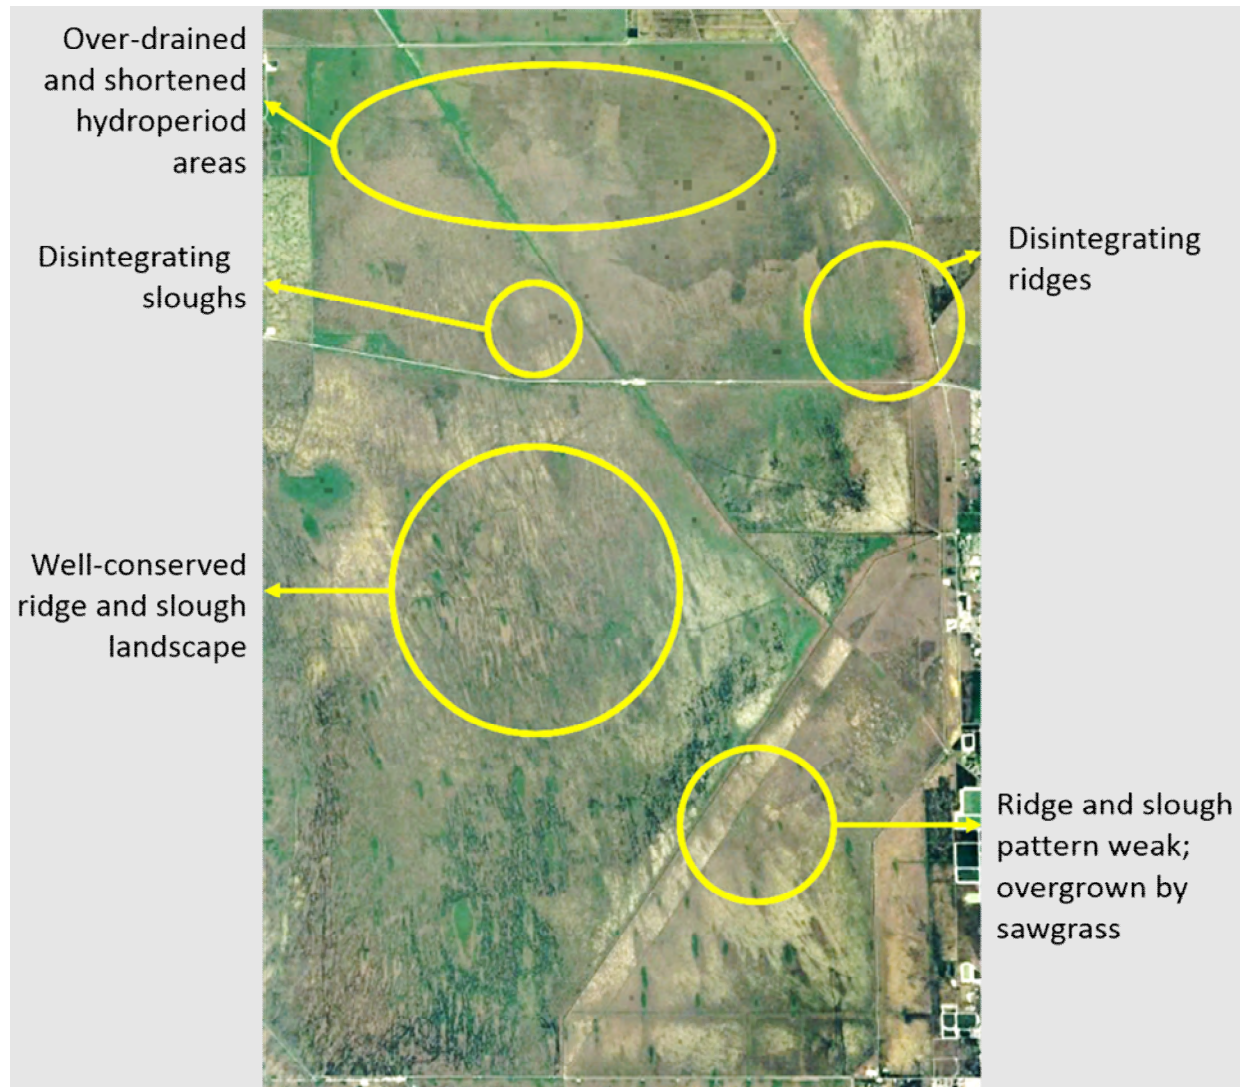 Over-drained
and shortened
hydroperiod
areas
Disintegrating
sloughs
Well-conserved
ridge and slough
landscape
Disintegrating
ridges
Ridge and slough
pattern weak;
overgrown by
sawgrass